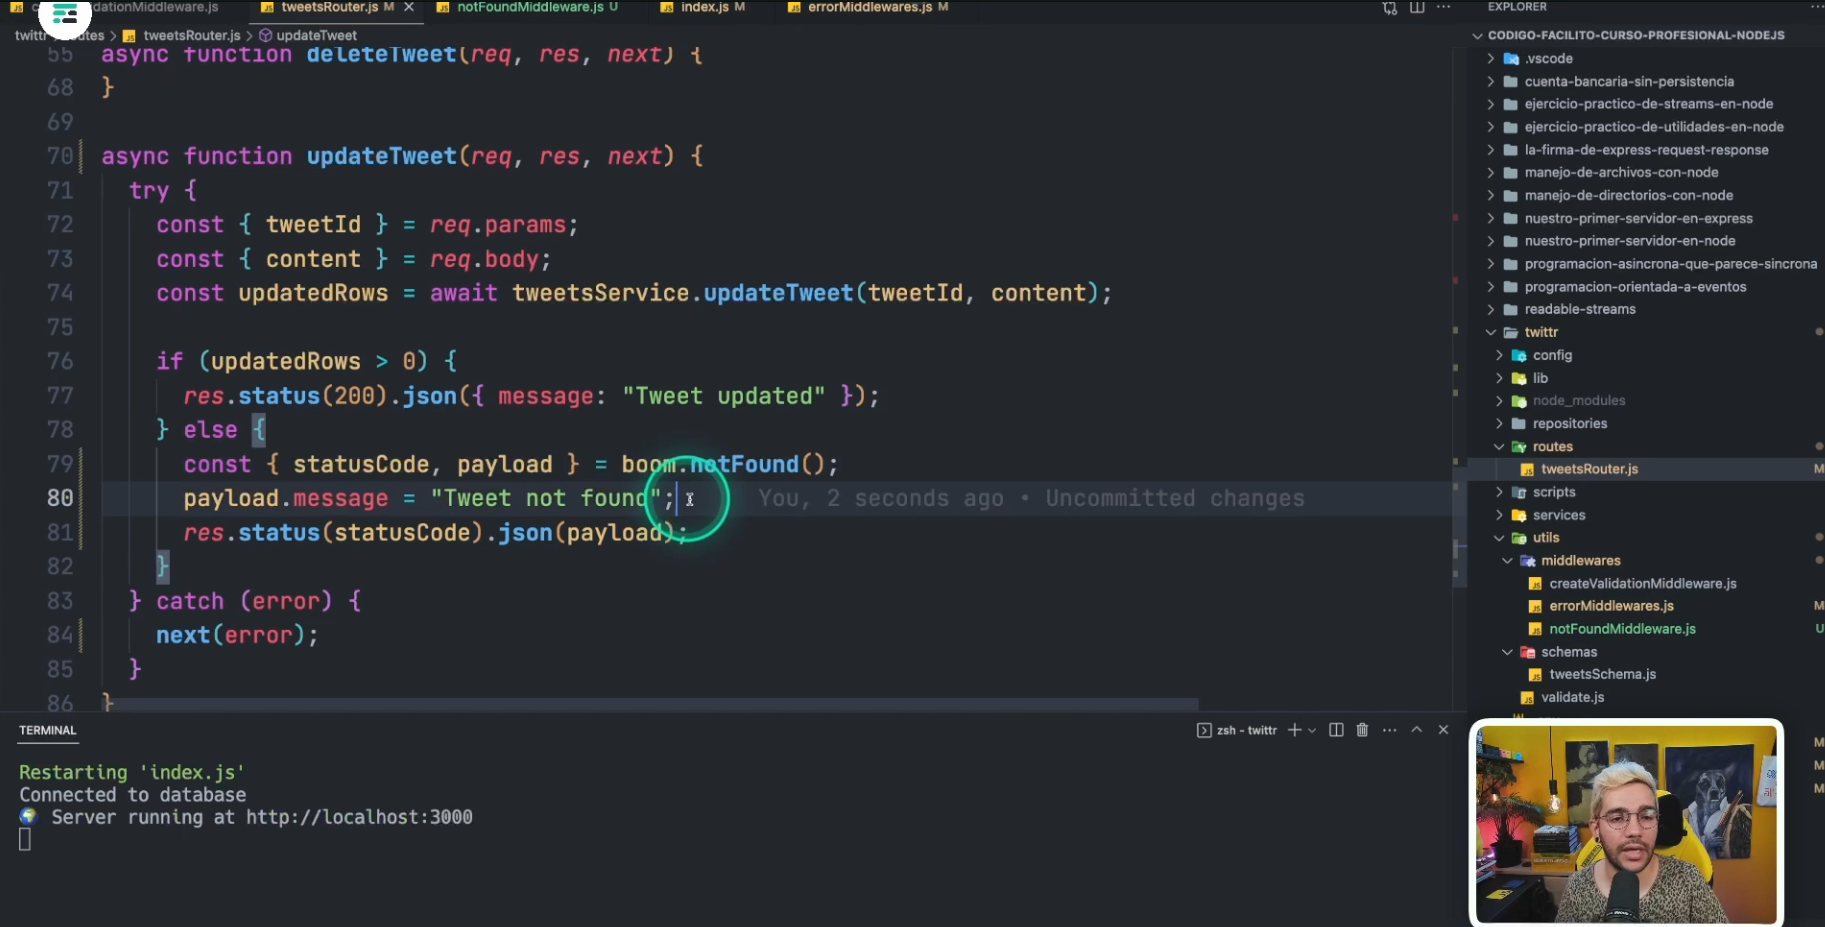 dationMiddleware.js
tweetsRouter.js M
notFoundMiddleware.js U
index.js M
errorMiddlewares.js M
EXPLORER
tweetsRouter.js > updateTweet
CODIGO-FACILITO-CURSO-PROFESIONAL-NODEJS
55 async function deleteTweet(req, res, next) {
68 }
69
70 async function updateTweet(req, res, next) {
71 try {
72 const { tweetId } = req.params;
73 const { content } = req.body;
74 const updatedRows = await tweetsService.updateTweet(tweetId, content);
75
76 if (updatedRows > 0) {
77 res.status(200).json({ message: "Tweet updated" });
78 } else {
79 const { statusCode, payload } = boom.notFound();
80 payload.message = "Tweet not found"; You, 2 seconds ago • Uncommitted changes
81 res.status(statusCode).json(payload);
82 }
83 } catch (error) {
84 next(error);
85 }
86 }
.vscode
cuenta-bancaria-sin-persistencia
ejercicio-practico-de-streams-en-node
ejercicio-practico-de-utilidades-en-node
la-firma-de-express-request-response
manejo-de-archivos-con-node
manejo-de-directorios-con-node
nuestro-primer-servidor-en-express
nuestro-primer-servidor-en-node
programacion-asincrona-que-parece-sincrona
programacion-orientada-a-eventos
readable-streams
twittr
config
lib
node_modules
repositories
routes
tweetsRouter.js M
scripts
services
utils
middlewares
createValidationMiddleware.js
errorMiddlewares.js M
notFoundMiddleware.js U
schemas
tweetsSchema.js
validate.js
M
M
M
TERMINAL
zsh - twittr
Restarting 'index.js'
Connected to database
Server running at http://localhost:3000